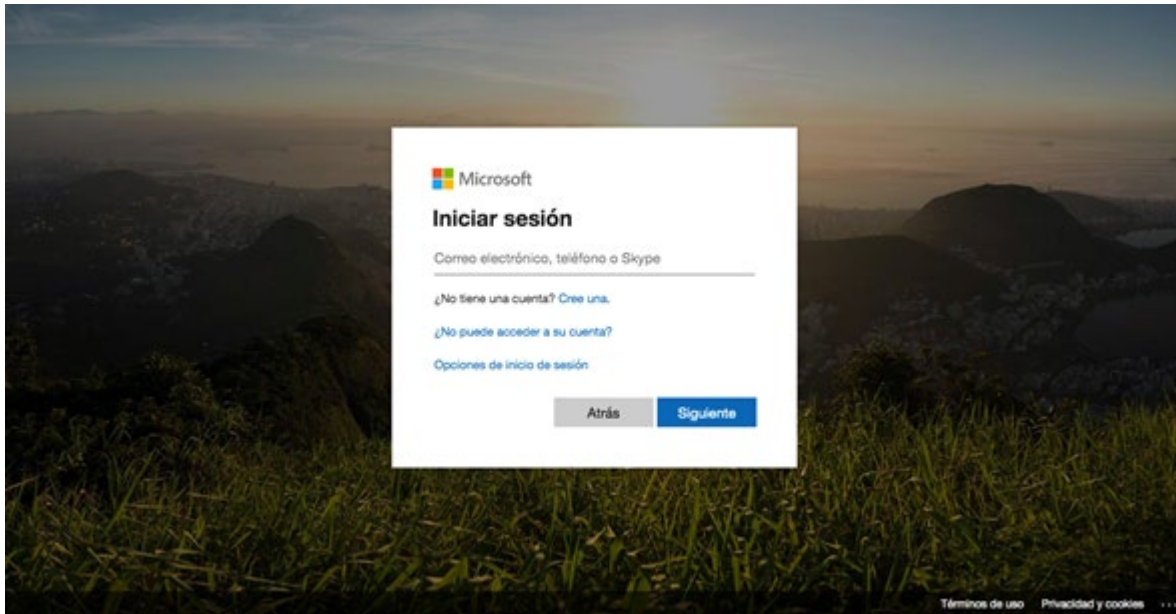 Microsoft
Iniciar sesión
Correo electrónico, teléfono o Skype
¿No tiene una cuenta? Cree una.
¿No puede acceder a su cuenta?
Opciones de inicio de sesión
Atrás Siguiente
Términos de uso Privacidad y cookies